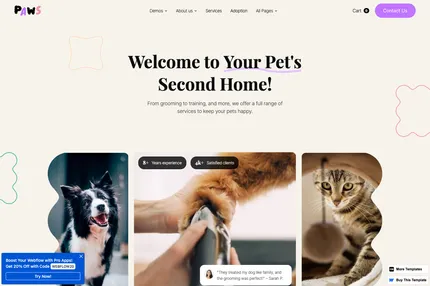 PAWS
Demos
About us
Services
Adoption
All Pages
Cart 0
Contact Us
Welcome to Your Pet's
Second Home!
From grooming to training, and more, we offer a full range of
services to keep your pets happy.
Years experience
Satisfied clients
"They treated my dog like family, and
the grooming was perfect!" – Sarah P.
Boost Your Webflow with Pro Apps!
Get 20% Off with Code
Try Now!
More Templates
Buy This Template